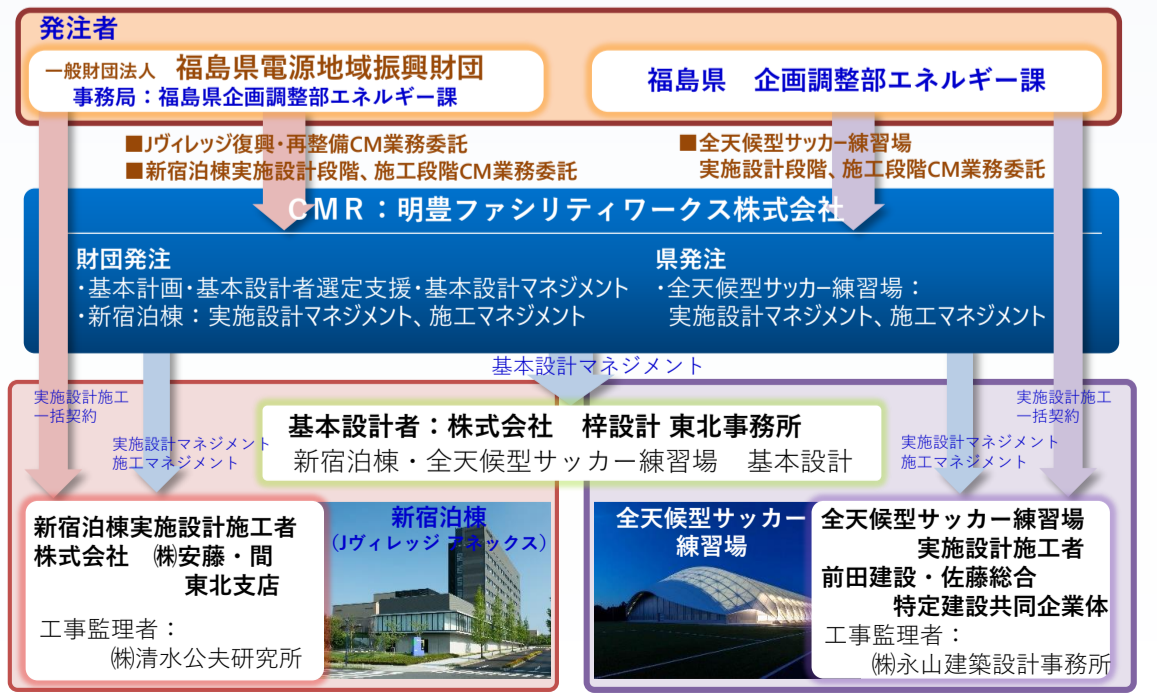 発注者
一般財団法人　福島県電源地域振興財団
事務局：福島県企画調整部エネルギー課
福島県　企画調整部エネルギー課
■Jヴィレッジ復興・再整備CM業務委託
■新宿泊棟実施設計段階、施工段階CM業務委託
■全天候型サッカー練習場
実施設計段階、施工段階CM業務委託
CMR：明豊ファシリティワークス株式会社
財団発注
・基本計画・基本設計者選定支援・基本設計マネジメント
・新宿泊棟：実施設計マネジメント、施工マネジメント
県発注
・全天候型サッカー練習場：
実施設計マネジメント、施工マネジメント
基本設計マネジメント
実施設計施工
一括契約
実施設計マネジメント
施工マネジメント
基本設計者：株式会社　梓設計 東北事務所
新宿泊棟・全天候型サッカー練習場　基本設計
実施設計施工
一括契約
実施設計マネジメント
施工マネジメント
新宿泊棟実施設計施工者
株式会社　㈱安藤・間
東北支店
工事監理者：
㈱清水公夫研究所
新宿泊棟
(Jヴィレッジ アネックス)
全天候型サッカー
練習場
全天候型サッカー練習場
実施設計施工者
前田建設・佐藤総合
特定建設共同企業体
工事監理者：
㈱永山建築設計事務所